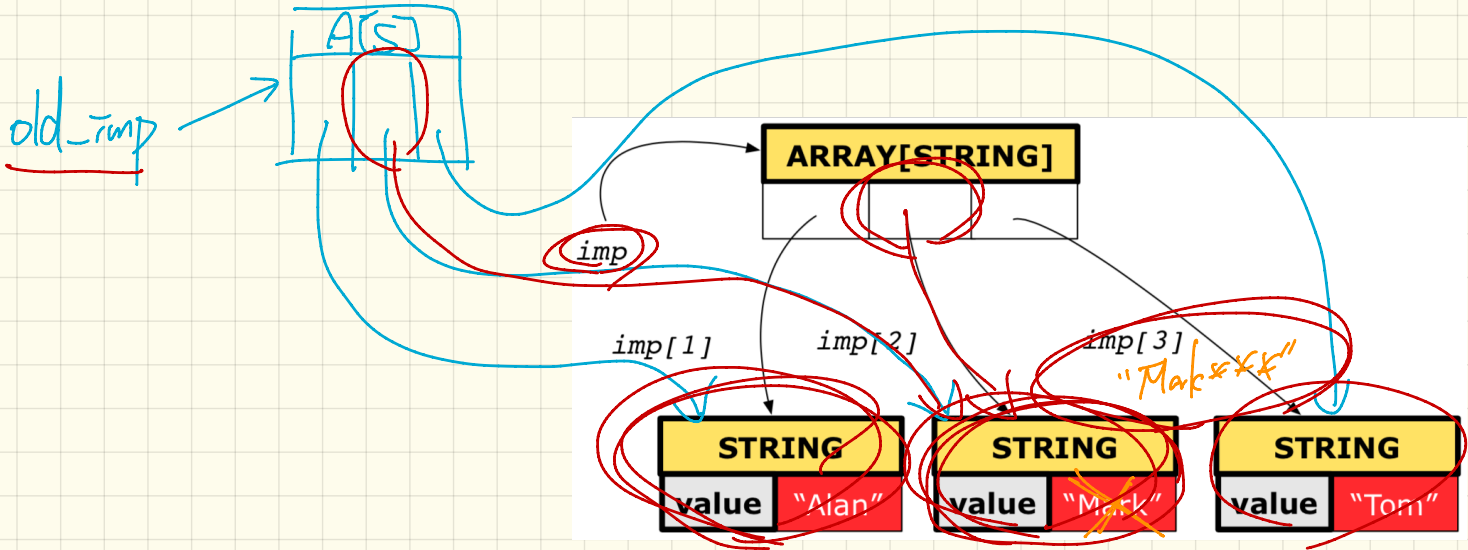 A[S]
old_imp
ARRAY[STRING]
imp
imp[1]
imp[2]
imp[3]
"Mark***"
STRING
value
“Alan”
STRING
value
“Mark”
STRING
value
“Tom”